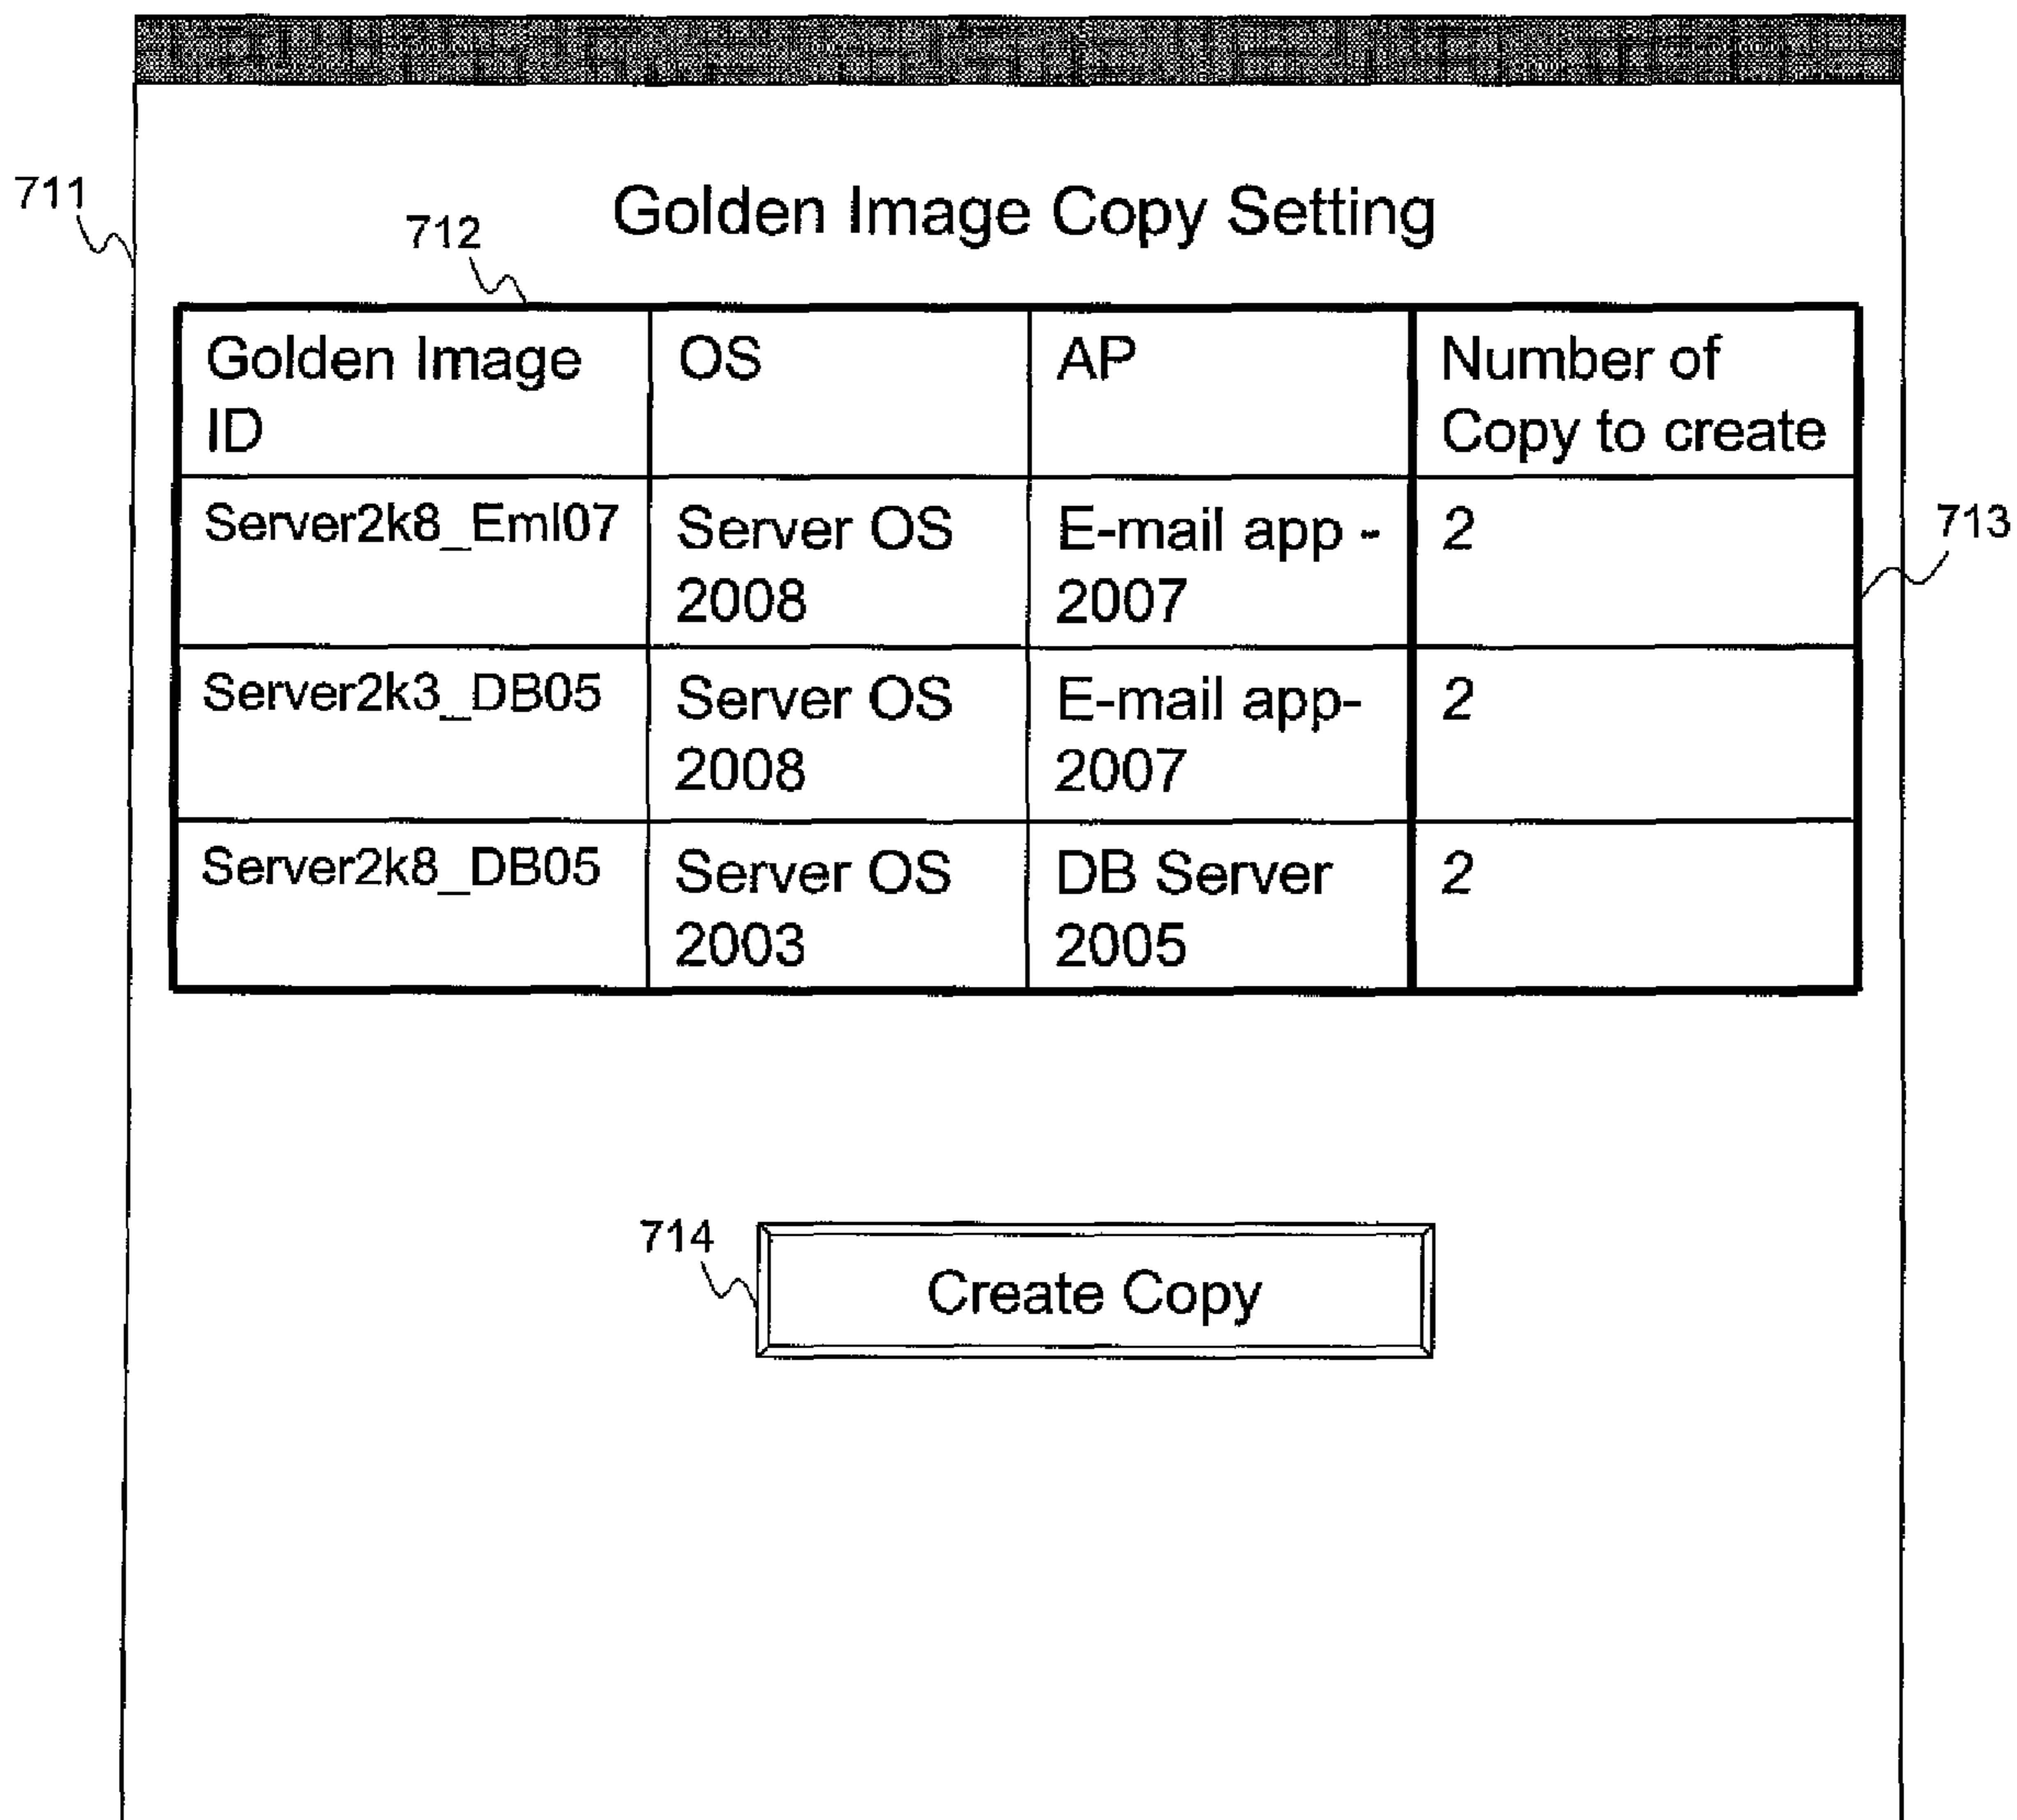 711
712
Golden Image Copy Setting
Golden Image
ID
OS
AP
Number of
Copy to create
Server2k8_Eml07
Server OS
2008
E-mail app -
2007
2
713
Server2k3_DB05
Server OS
2008
E-mail app-
2007
2
Server2k8_DB05
Server OS
2003
DB Server
2005
2
714
Create Copy